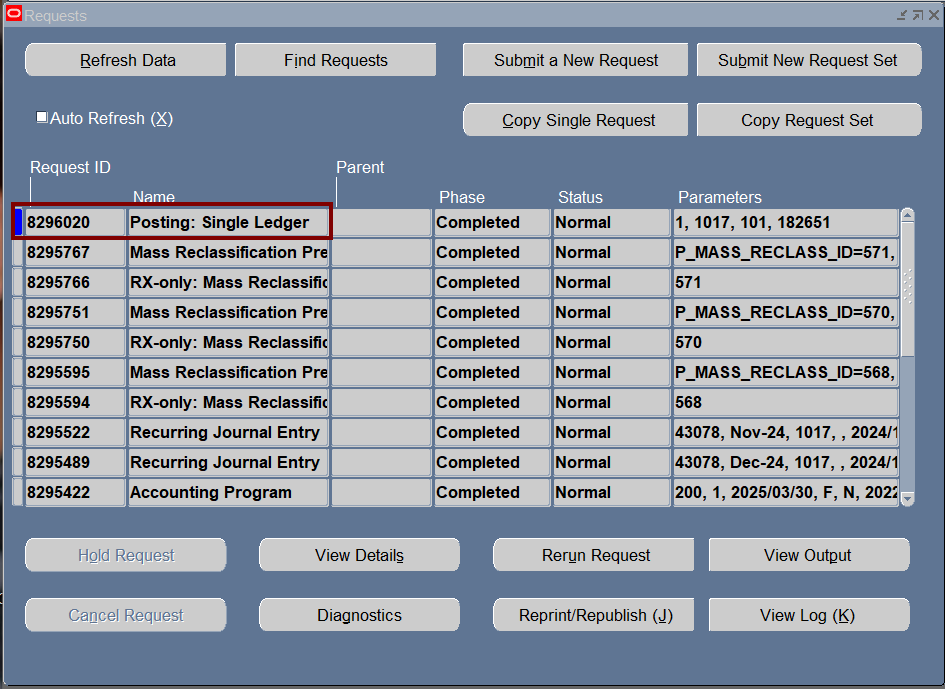 Requests
Refresh Data Find Requests Submit a New Request Submit New Request Set
Auto Refresh (X) Copy Single Request Copy Request Set
Request ID Parent
Name Phase Status Parameters
8296020 Posting: Single Ledger Completed Normal 1, 1017, 101, 182651
8295767 Mass Reclassification Pre Completed Normal P_MASS_RECLASS_ID=571,
8295766 RX-only: Mass Reclassific Completed Normal 571
8295751 Mass Reclassification Pre Completed Normal P_MASS_RECLASS_ID=570,
8295750 RX-only: Mass Reclassific Completed Normal 570
8295595 Mass Reclassification Pre Completed Normal P_MASS_RECLASS_ID=568,
8295594 RX-only: Mass Reclassific Completed Normal 568
8295522 Recurring Journal Entry Completed Normal 43078, Nov-24, 1017, , 2024/1
8295489 Recurring Journal Entry Completed Normal 43078, Dec-24, 1017, , 2024/1
8295422 Accounting Program Completed Normal 200, 1, 2025/03/30, F, N, 2022
Hold Request View Details Rerun Request View Output
Cancel Request Diagnostics Reprint/Republish (J) View Log (K)